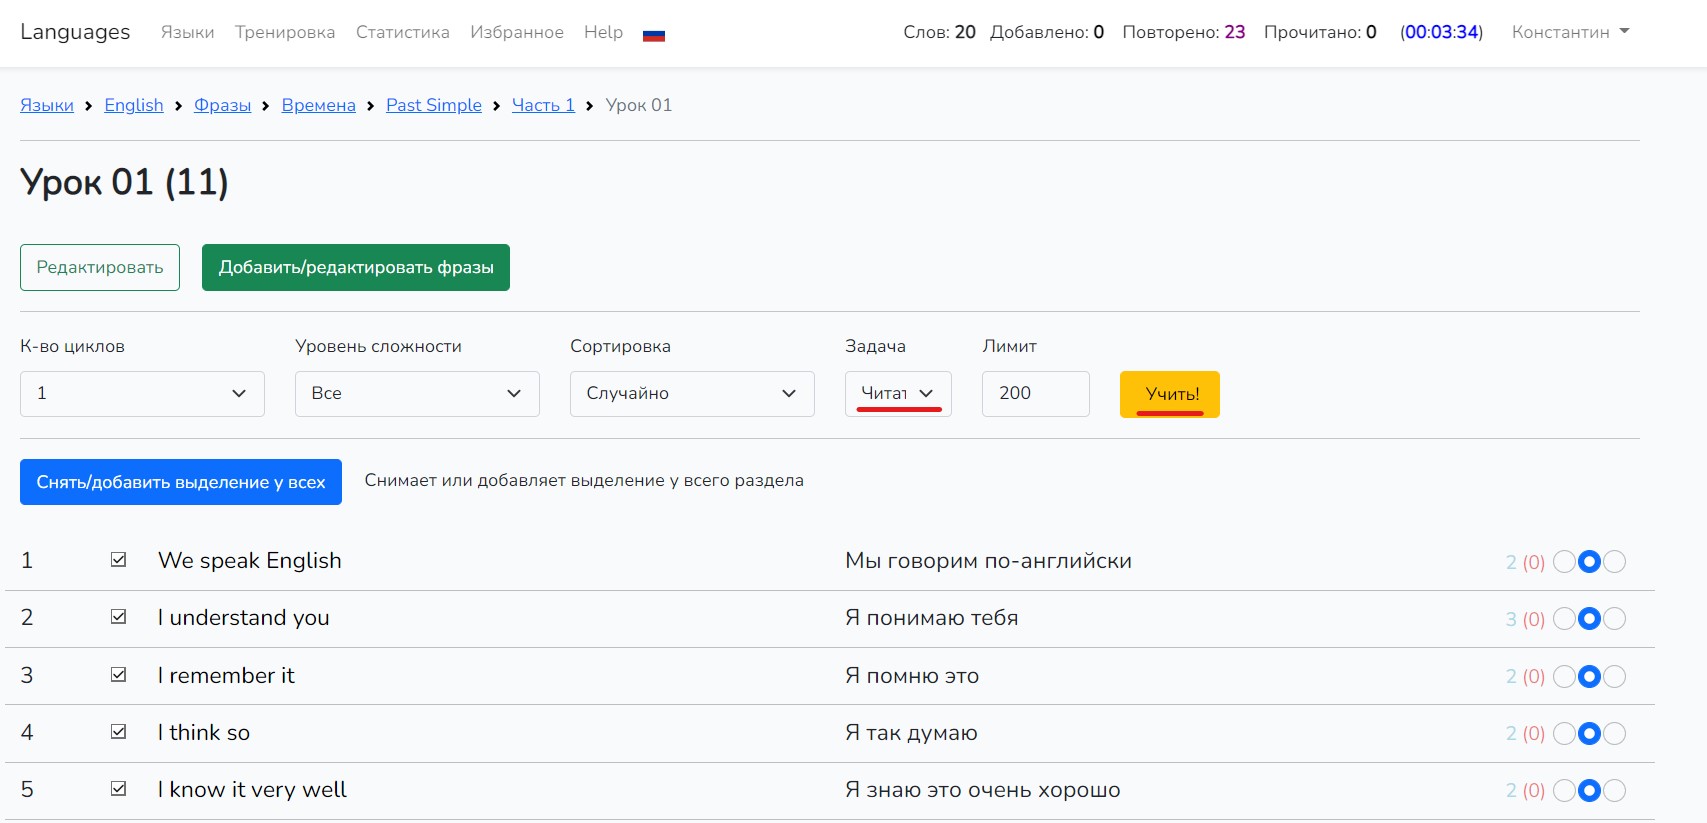 Languages Языки Тренировка Статистика Избранное Help Слов: 20 Добавлено: 0 Повторено: 23 Прочитано: 0 (00:03:34) Константин
Языки English Фразы Времена Past Simple Часть 1 Урок 01
Урок 01 (11)
Редактировать Добавить/редактировать фразы
К-во циклов Уровень сложности Сортировка Задача Лимит
1 Все Случайно Читат 200 Учить!
Снять/добавить выделение у всех Снимает или добавляет выделение у всего раздела
1 We speak English Мы говорим по-английски 2 (0)
2 I understand you Я понимаю тебя 3 (0)
3 I remember it Я помню это 2 (0)
4 I think so Я так думаю 2 (0)
5 I know it very well Я знаю это очень хорошо 2 (0)